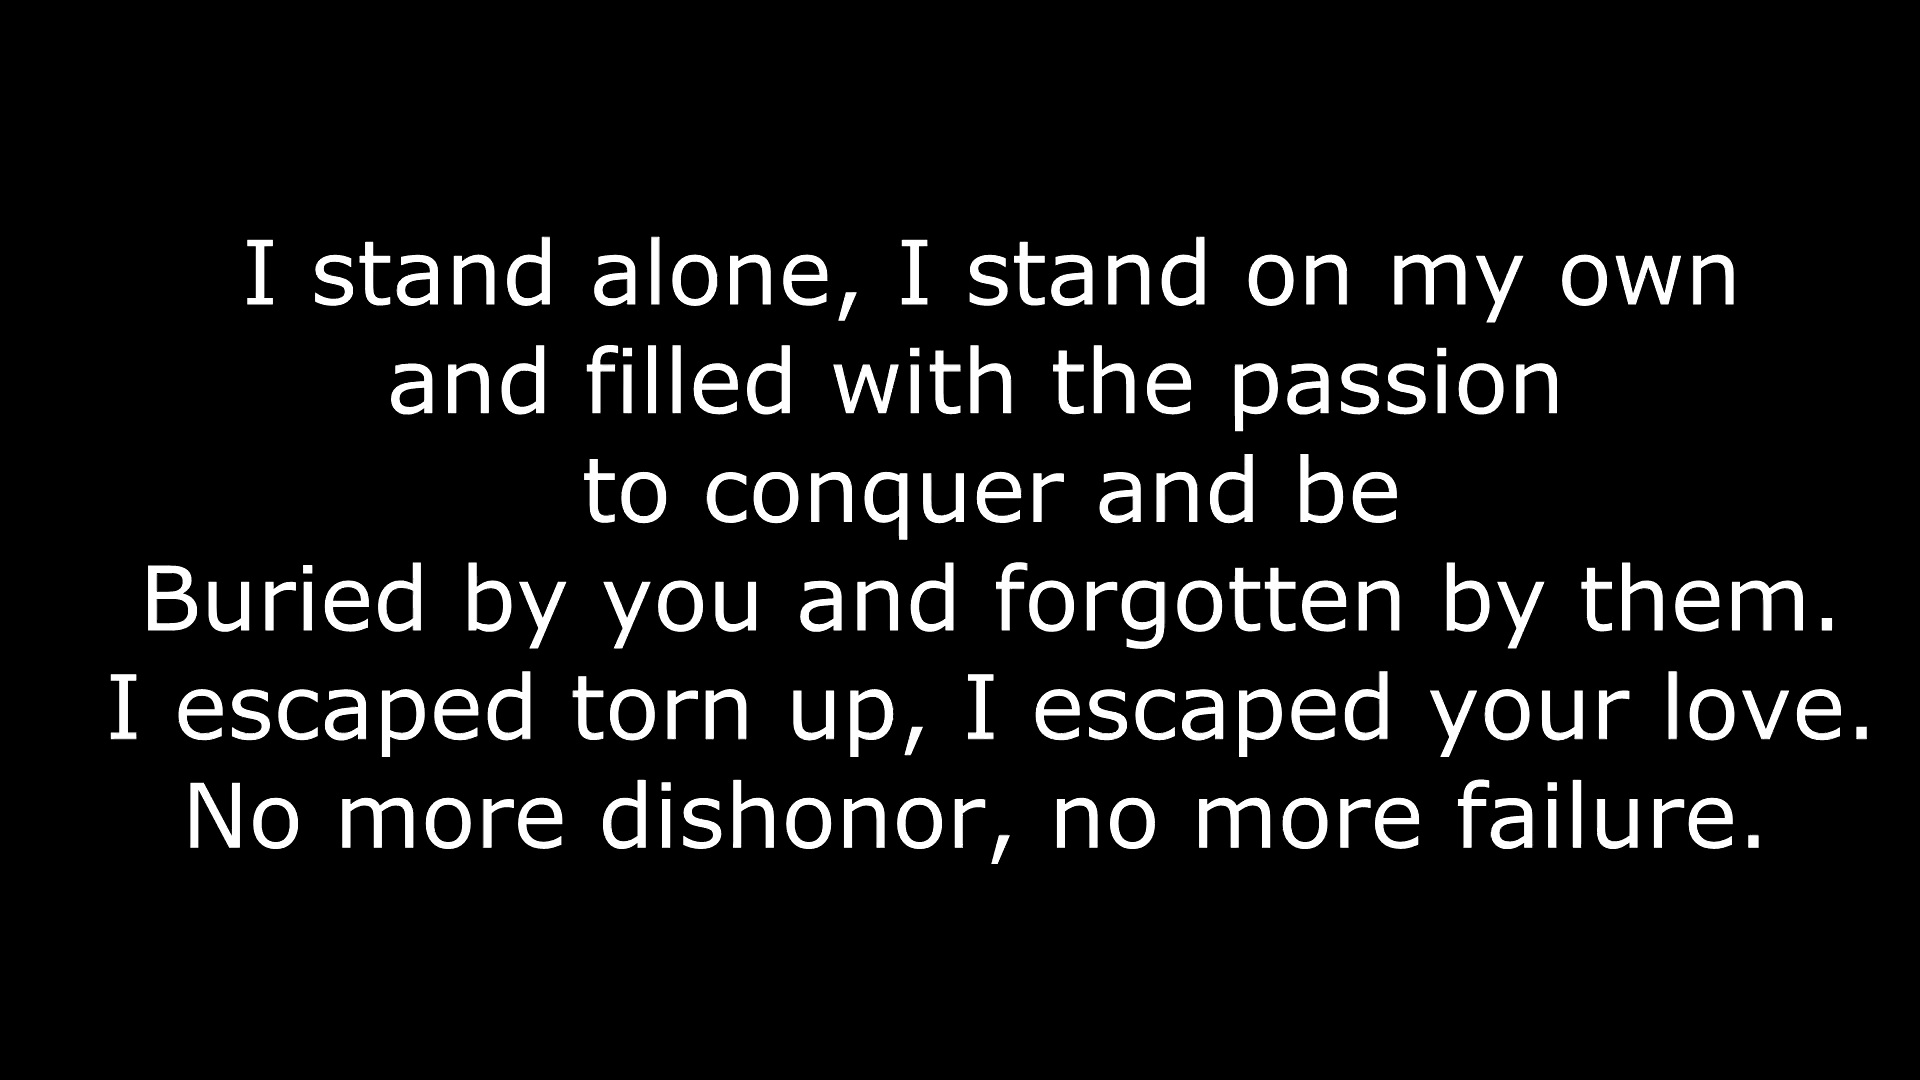 I stand alone, I stand on my own
and filled with the passion
to conquer and be
Buried by you and forgotten by them.
I escaped torn up, I escaped your love.
No more dishonor, no more failure.